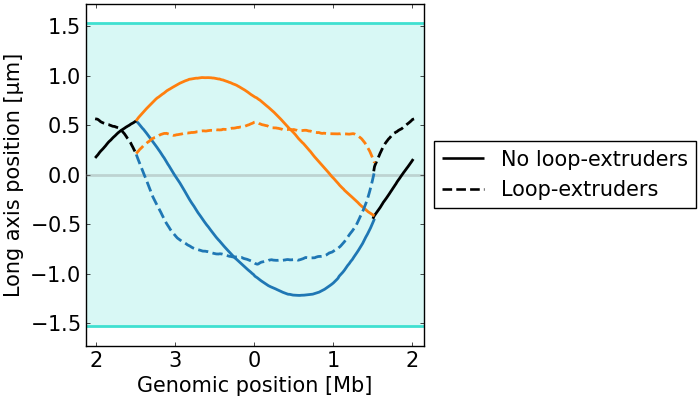 Long axis position [µm]
1.5
1.0
0.5
0.0
−0.5
−1.0
−1.5
2 3 0 1 2
Genomic position [Mb]
No loop-extruders
Loop-extruders